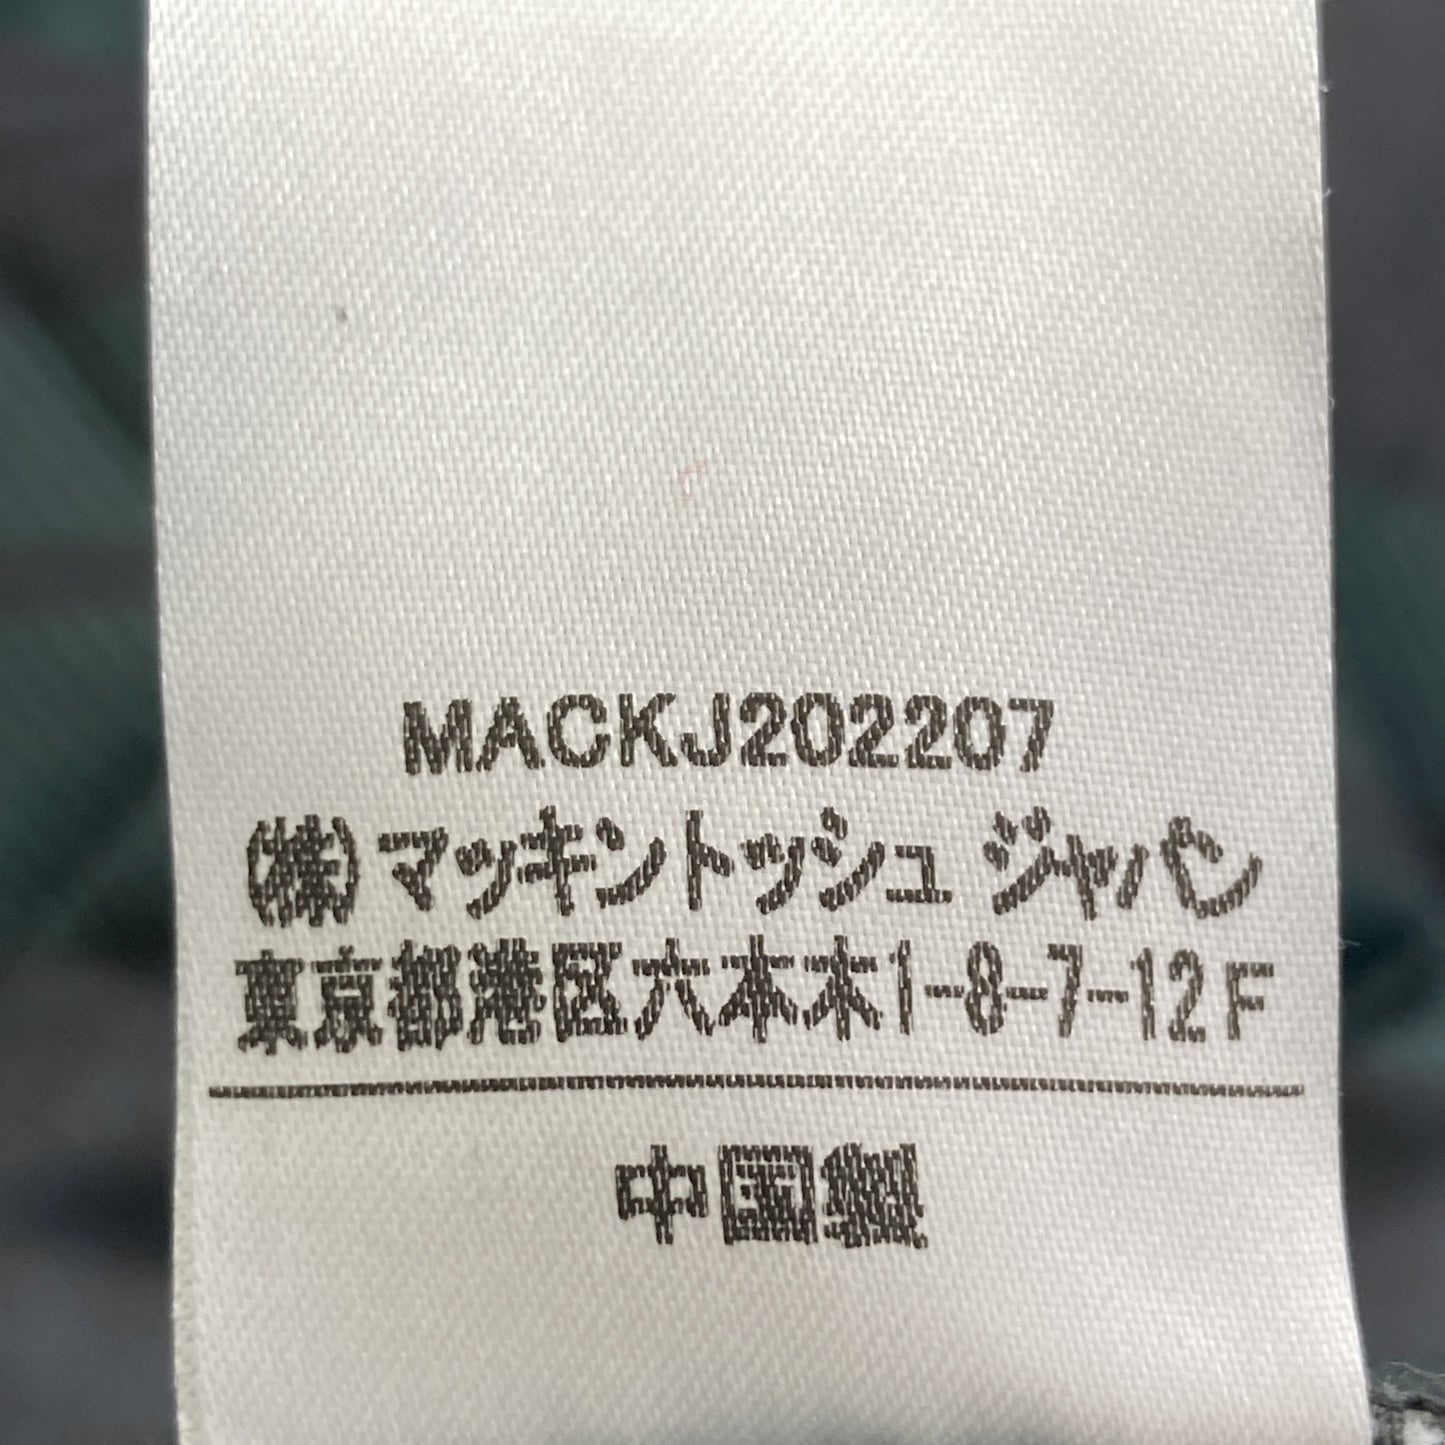 MACKJ202207
㈱マッキントッシュ ジャパン
東京都港区六本木1-8-7-12F
中国製